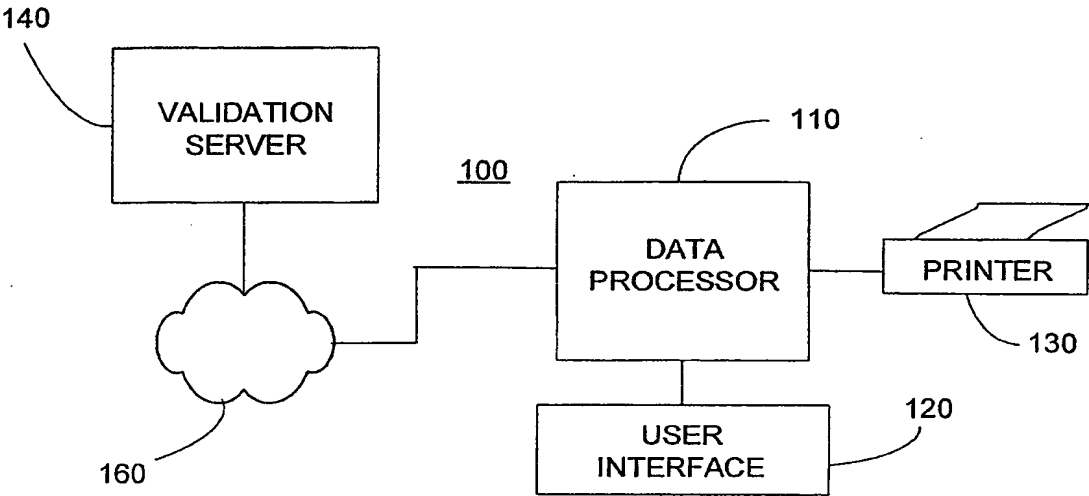 140
VALIDATION
SERVER
100
110
DATA
PROCESSOR
PRINTER
130
160
USER
INTERFACE
120